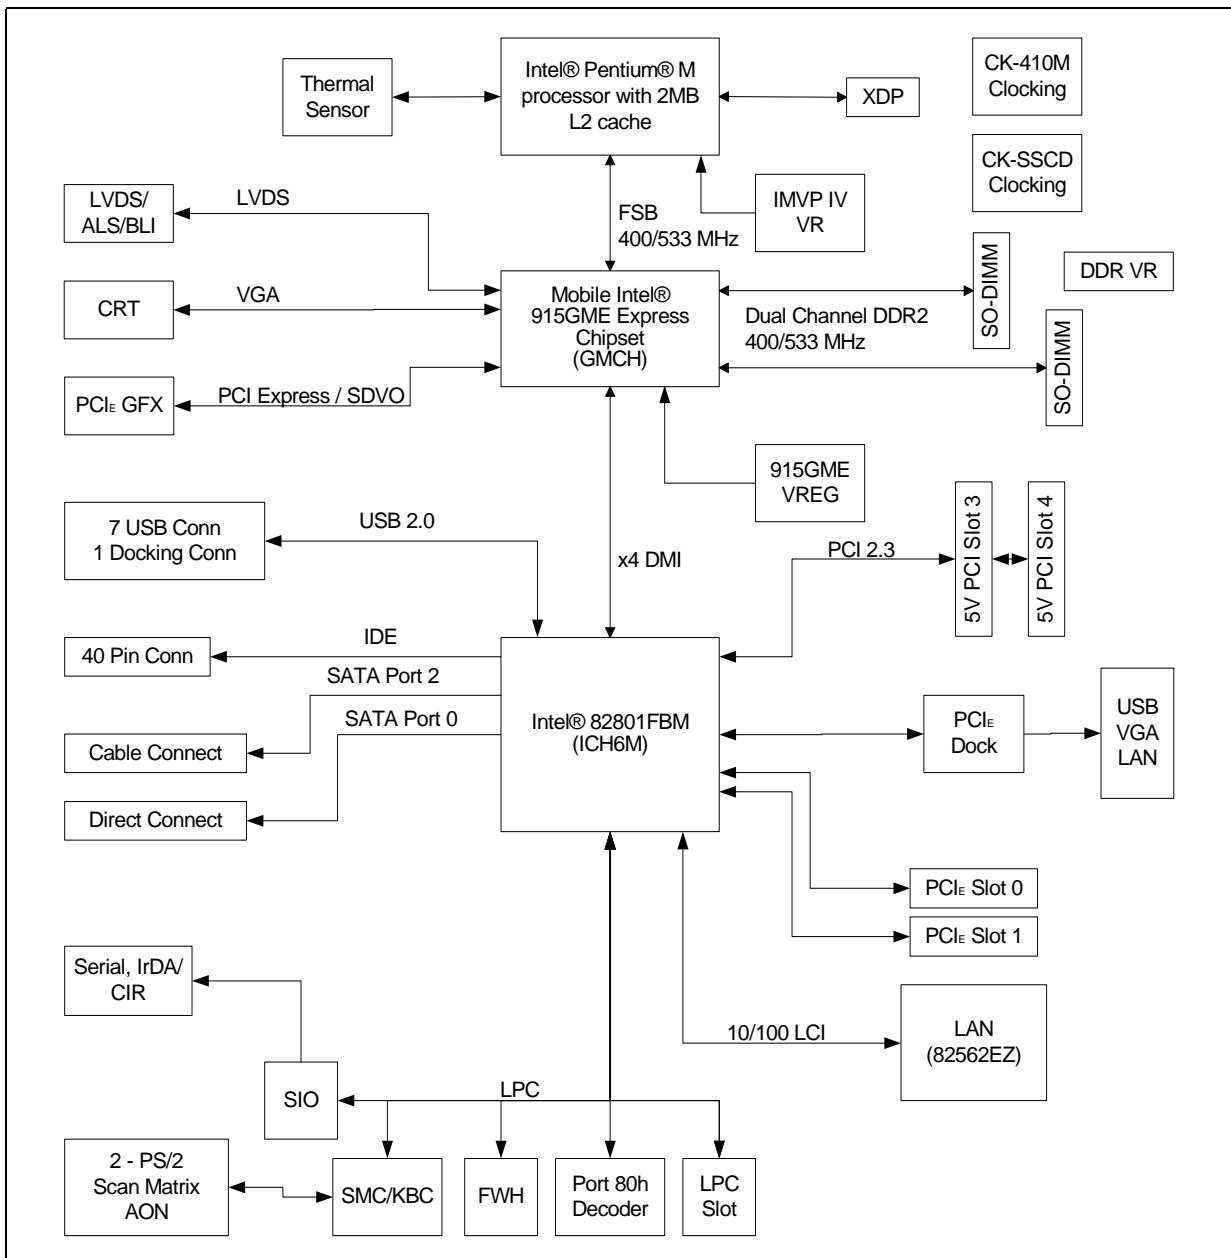 Intel® Pentium® M
processor with 2MB
L2 cache
Thermal
Sensor
XDP
CK-410M
Clocking
CK-SSCD
Clocking
LVDS/
ALS/BLI
LVDS
FSB
400/533 MHz
IMVP IV
VR
DDR VR
SO-DIMM
SO-DIMM
CRT
VGA
Mobile Intel®
915GME Express
Chipset
(GMCH)
Dual Channel DDR2
400/533 MHz
PCIE GFX
PCI Express / SDVO
915GME
VREG
7 USB Conn
1 Docking Conn
USB 2.0
x4 DMI
PCI 2.3
5V PCI Slot 3
5V PCI Slot 4
40 Pin Conn
IDE
SATA Port 2
SATA Port 0
Cable Connect
Direct Connect
Intel® 82801FBM
(ICH6M)
PCIE
Dock
USB
VGA
LAN
PCIE Slot 0
PCIE Slot 1
Serial, IrDA/
CIR
10/100 LCI
LAN
(82562EZ)
SIO
LPC
2 - PS/2
Scan Matrix
AON
SMC/KBC
FWH
Port 80h
Decoder
LPC
Slot